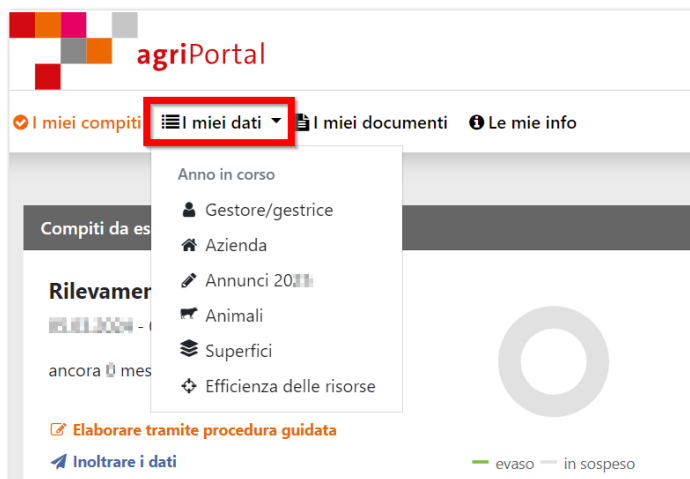 agriPortal
I miei compiti I miei dati I miei documenti Le mie info
Anno in corso
Gestore/gestrice
Compiti da es
Azienda
Annunci
Rilevamer
Animali
Superfici
ancora mes
Efficienza delle risorse
Elaborare tramite procedura guidata
Inoltrare i dati
evaso in sospeso